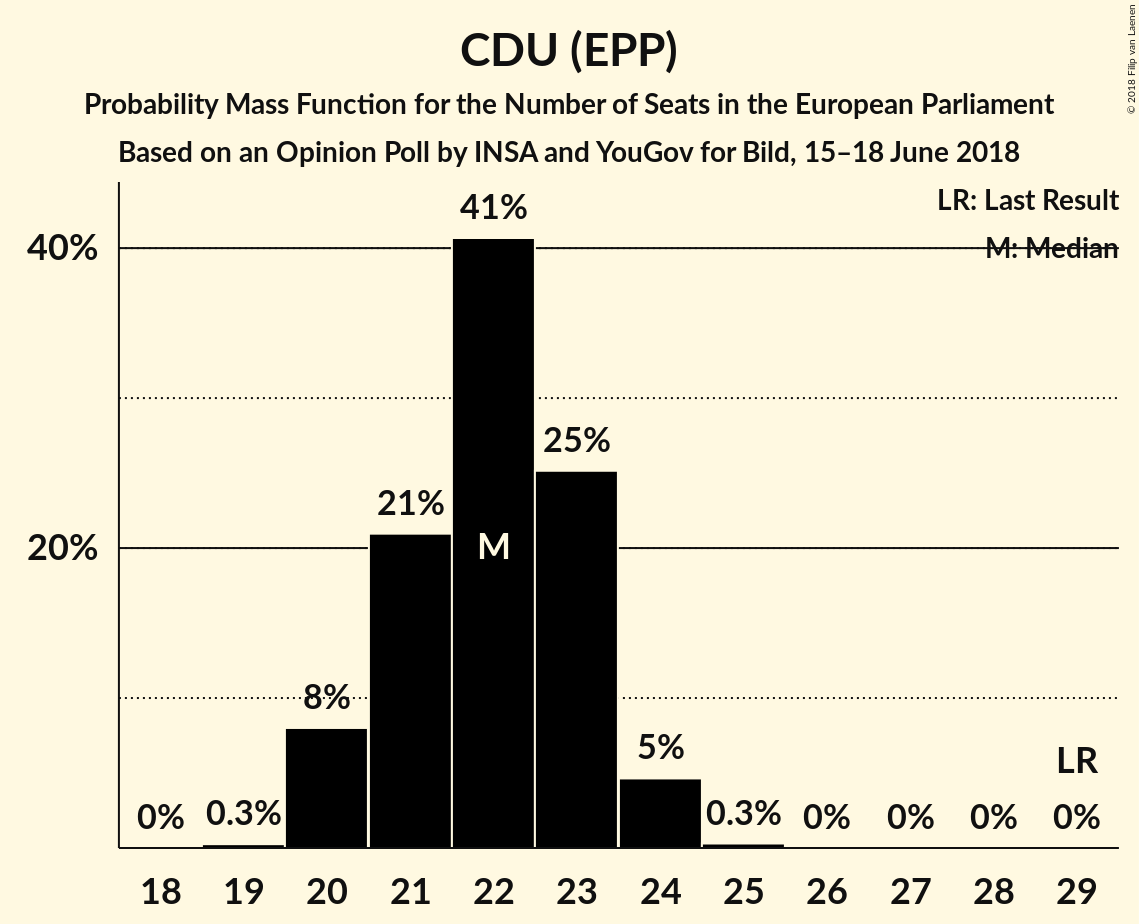 CDU (EPP)
Probability Mass Function for the Number of Seats in the European Parliament
Based on an Opinion Poll by INSA and YouGov for Bild, 15–18 June 2018
© 2018 Filip van Laenen
LR: Last Result
M: Median
40%
20%
0%
0.3%
8%
21%
41%
M
25%
5%
0.3%
0%
0%
0%
LR
0%
18 19 20 21 22 23 24 25 26 27 28 29